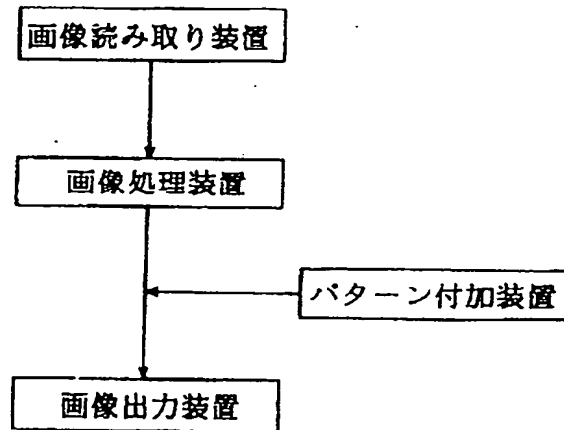 画像読み取り装置
画像処理装置
パターン付加装置
画像出力装置